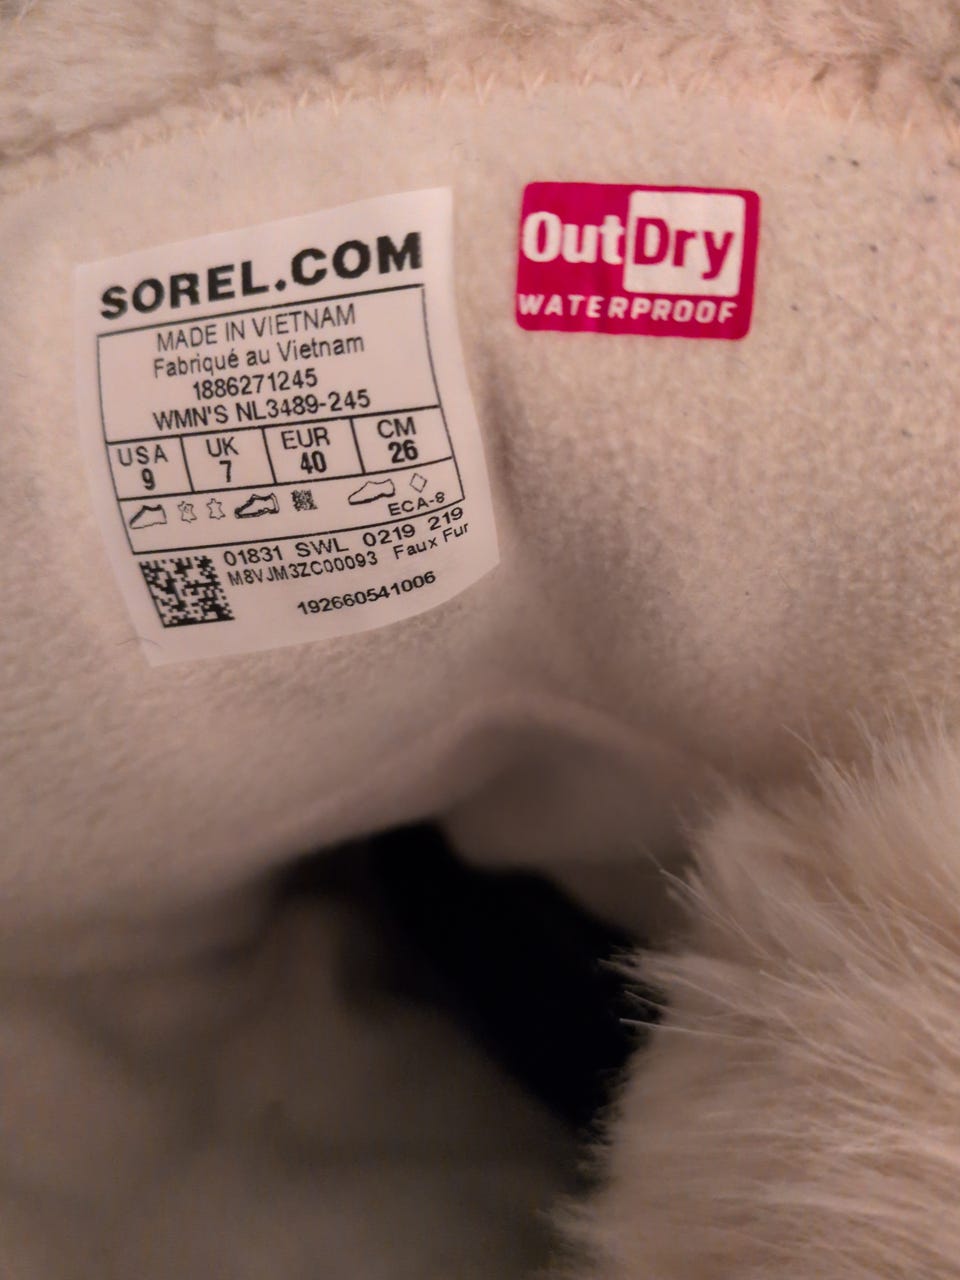 SOREL.COM
MADE IN VIETNAM
Fabriqué au Vietnam
1886271245
WMN'S NL3489-245
USA UK EUR CM
9 7 40 26
ECA-8
01831 SWL 0219 219
M8VJM3ZC00093 Faux Fur
192660541006
OutDry
WATERPROOF